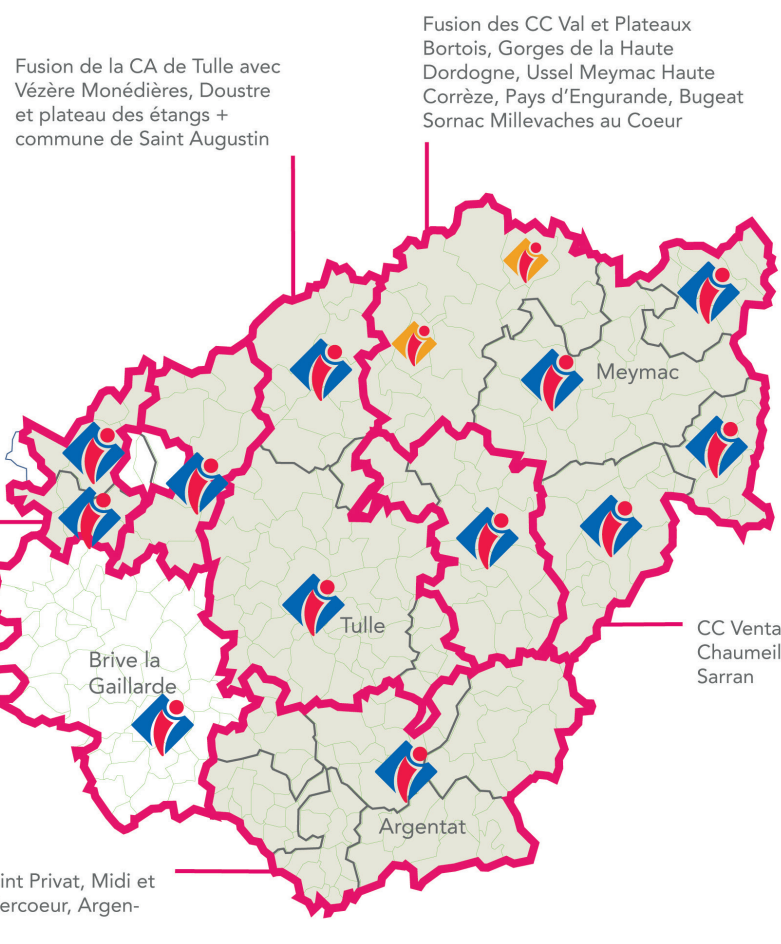 Fusion de la CA de Tulle avec
Vézère Monédières, Doustre
et plateau des étangs +
commune de Saint Augustin
Fusion des CC Val et Plateaux
Bortois, Gorges de la Haute
Dordogne, Ussel Meymac Haute
Corrèze, Pays d'Engurande, Bugeat
Sornac Millevaches au Coeur
Meymac
Tulle
Brive la
Gaillarde
CC Venta
Chaumeil
Sarran
Argentat
int Privat, Midi et
ercoeur, Argen-